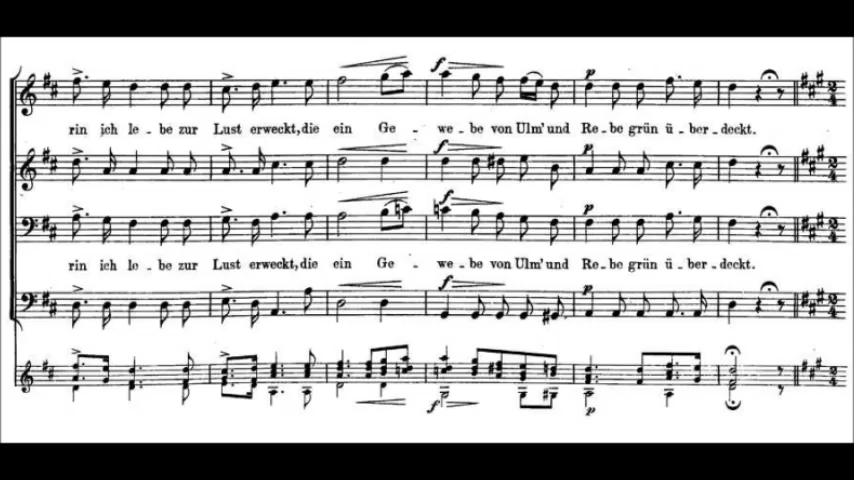 rin ich le - be zur Lust erweckt, die ein Ge - we - be von Ulm' und Re - be grün ü - ber - deckt.
rin ich le - be zur Lust erweckt, die ein Ge - we - be von Ulm' und Re - be grün ü - ber - deckt.